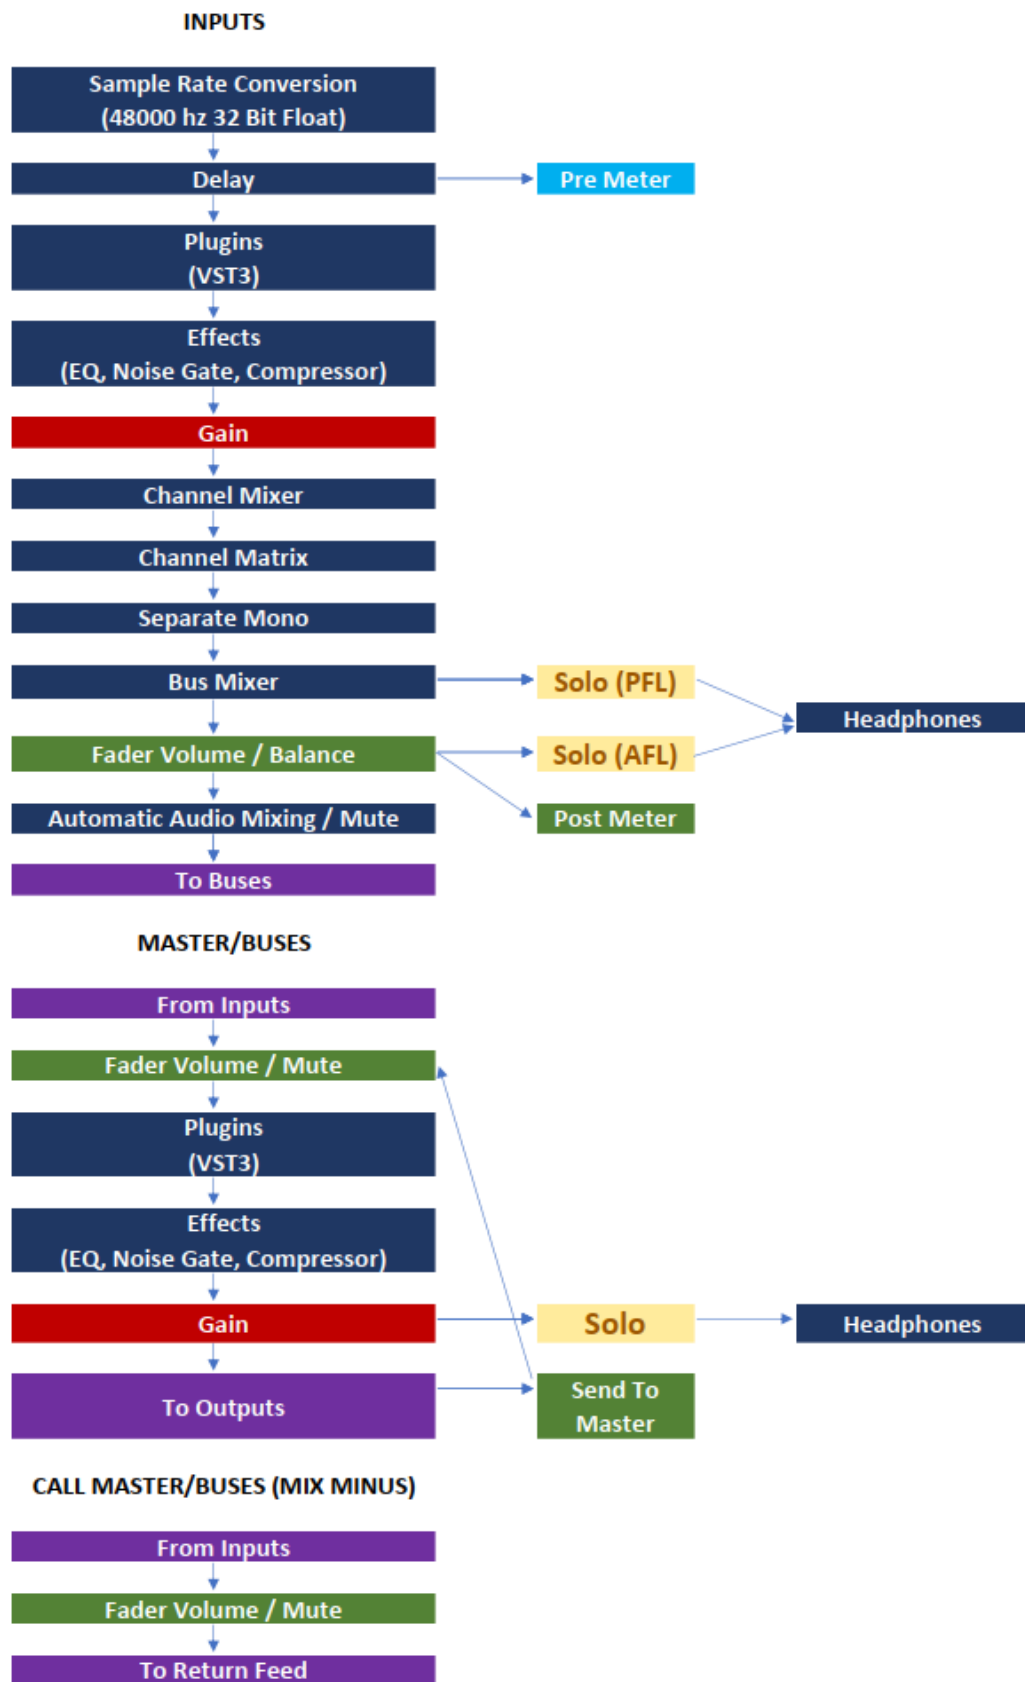 INPUTS
Sample Rate Conversion
(48000 hz 32 Bit Float)
Delay
Pre Meter
Plugins
(VST3)
Effects
(EQ, Noise Gate, Compressor)
Gain
Channel Mixer
Channel Matrix
Separate Mono
Bus Mixer
Solo (PFL)
Headphones
Fader Volume / Balance
Solo (AFL)
Automatic Audio Mixing / Mute
Post Meter
To Buses
MASTER/BUSES
From Inputs
Fader Volume / Mute
Plugins
(VST3)
Effects
(EQ, Noise Gate, Compressor)
Gain
Solo
Headphones
To Outputs
Send To
Master
CALL MASTER/BUSES (MIX MINUS)
From Inputs
Fader Volume / Mute
To Return Feed